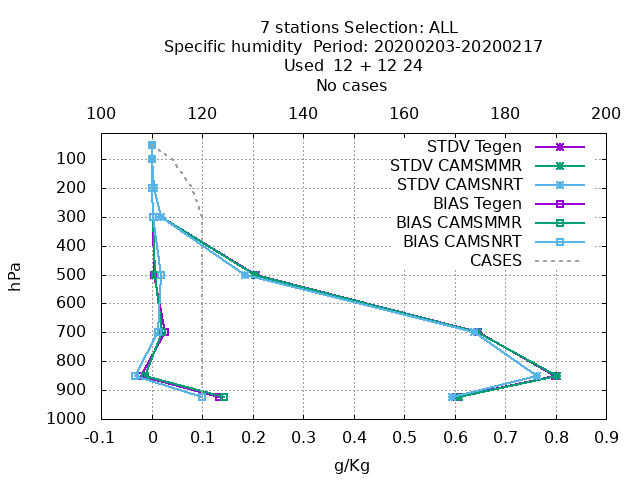 7 stations Selection: ALL
Specific humidity  Period: 20200203-20200217
Used  12 + 12 24
No cases
100 120 140 160 180 200
STDV Tegen
STDV CAMSMMR
STDV CAMSNRT
BIAS Tegen
BIAS CAMSMMR
BIAS CAMSNRT
CASES
hPa
100
200
300
400
500
600
700
800
900
1000
-0.1 0 0.1 0.2 0.3 0.4 0.5 0.6 0.7 0.8 0.9
g/Kg